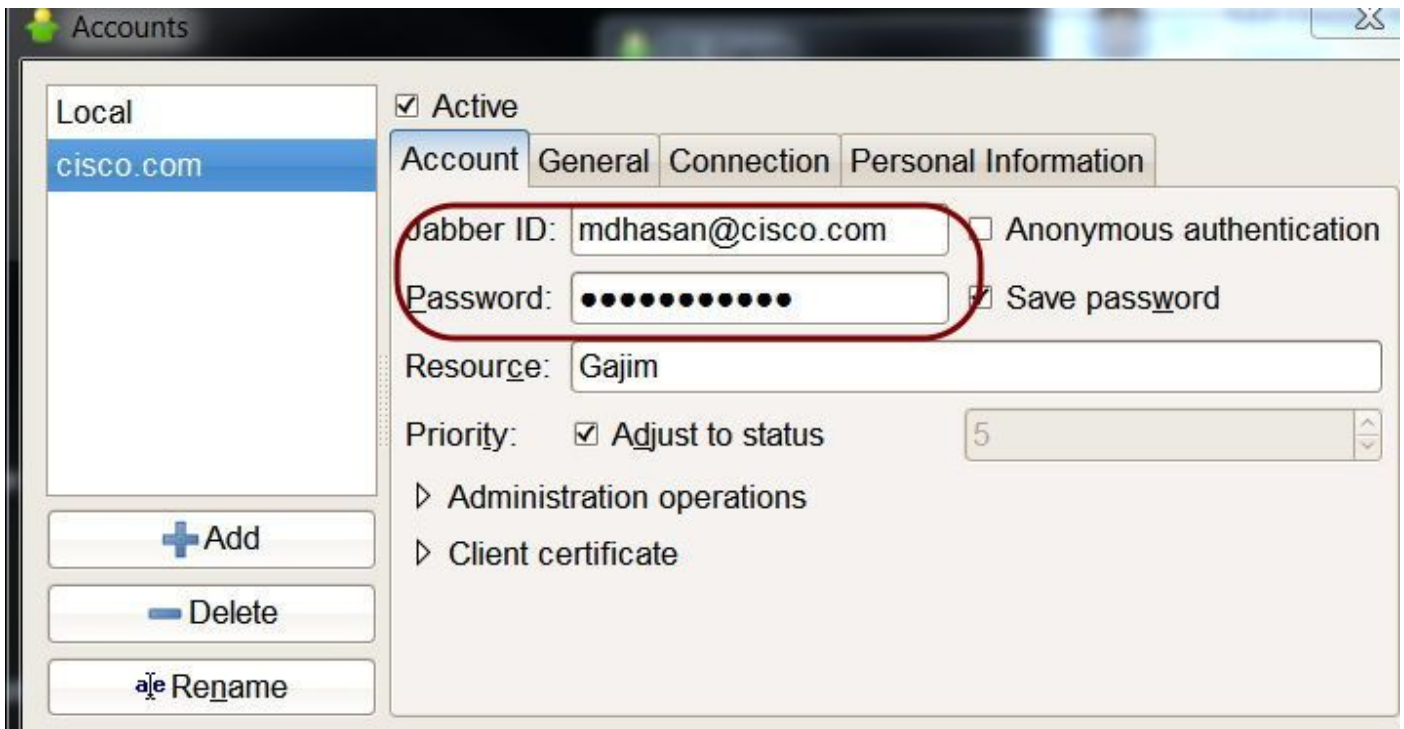 Accounts
Local
cisco.com
Add
Delete
Rename
Active
Account General Connection Personal Information
Jabber ID: mdhasan@cisco.com Anonymous authentication
Password: ●●●●●●●●●●● Save password
Resource: Gajim
Priority: Adjust to status 5
Administration operations
Client certificate